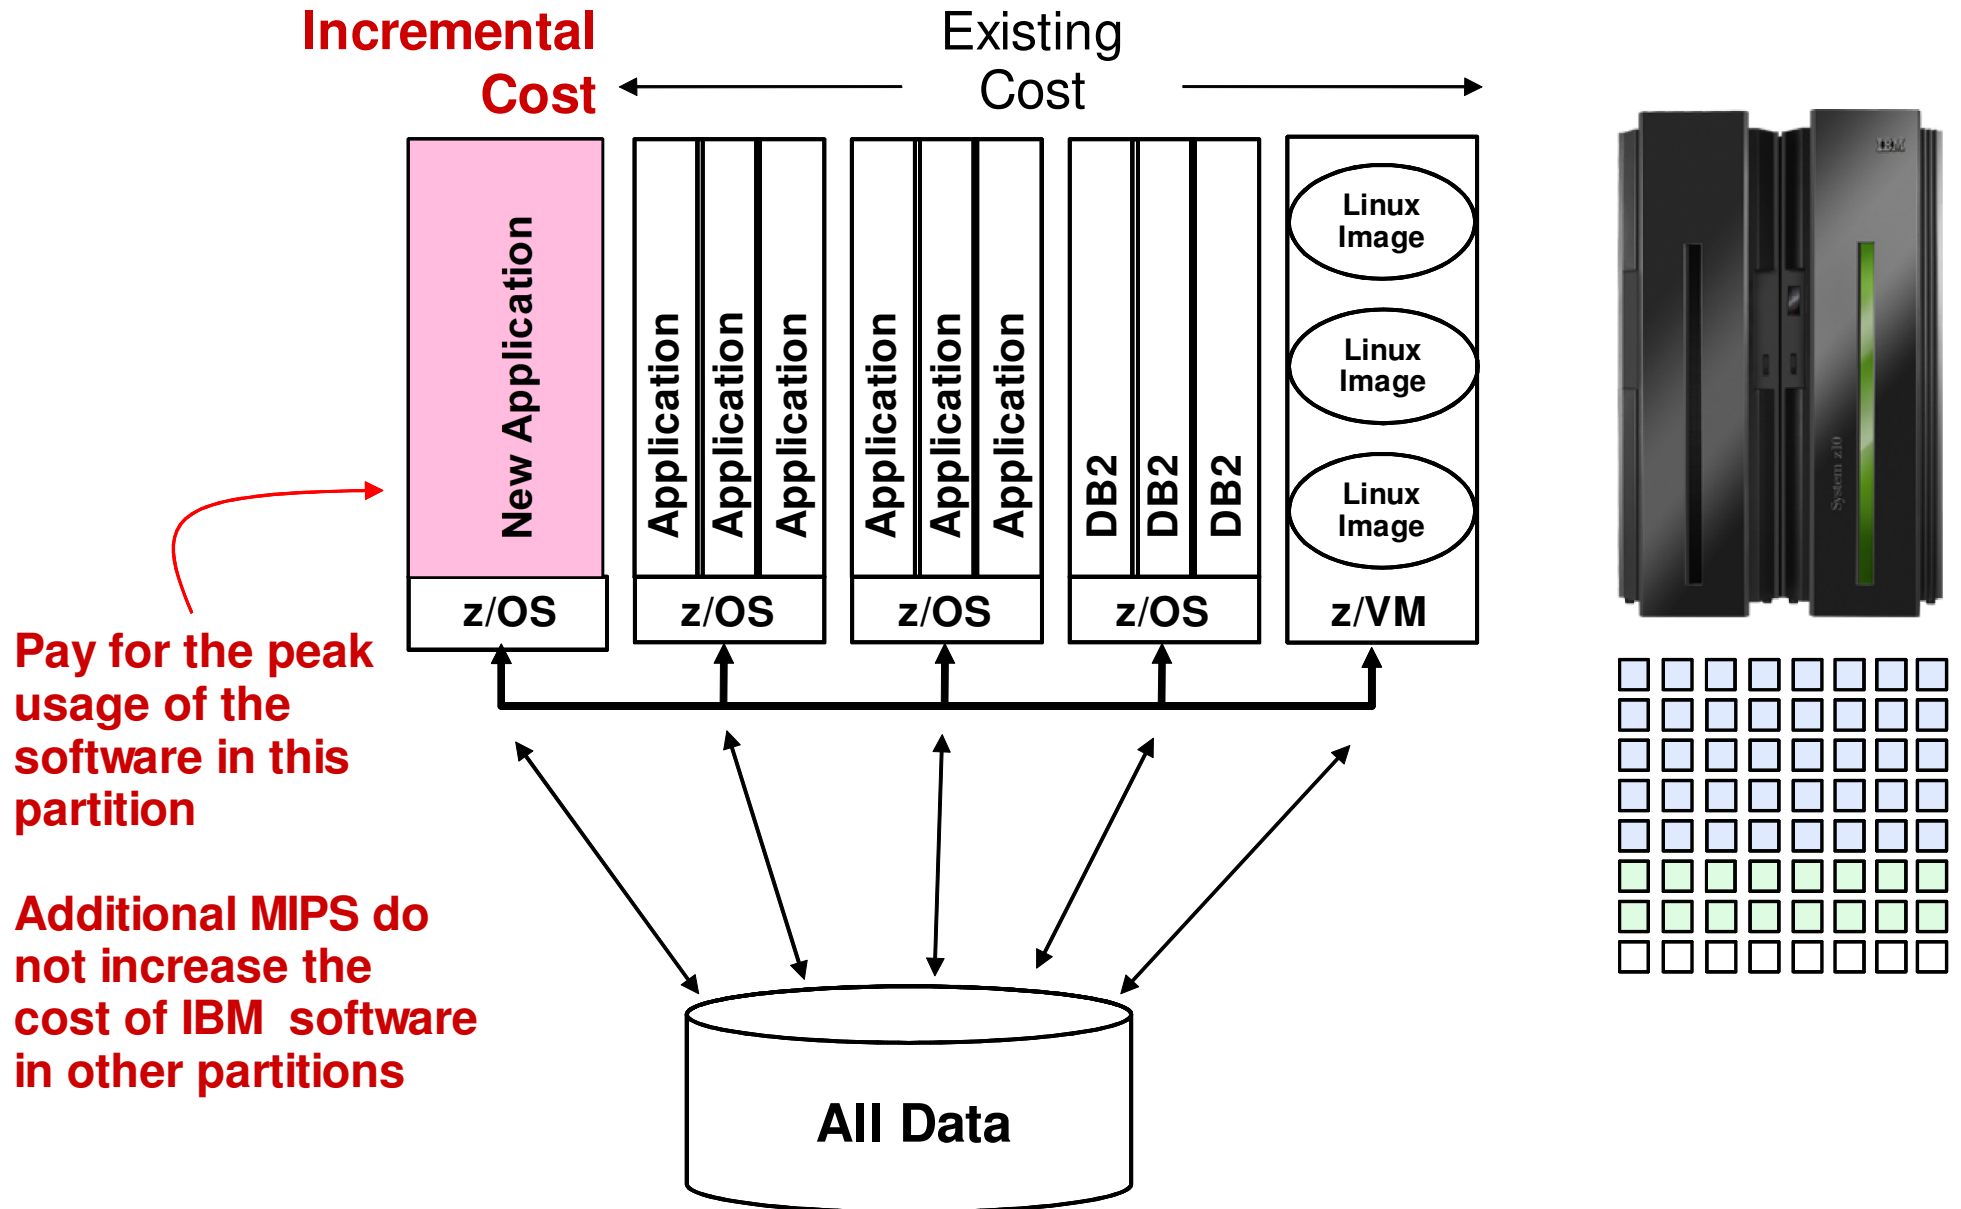 Incremental
Cost
Existing
Cost
New Application
Application
Application
Application
Application
Application
Application
DB2
DB2
DB2
Linux
Image
Linux
Image
Linux
Image
z/OS
z/OS
z/OS
z/OS
z/VM
Pay for the peak
usage of the
software in this
partition
Additional MIPS do
not increase the
cost of IBM software
in other partitions
All Data
IBM
System z10